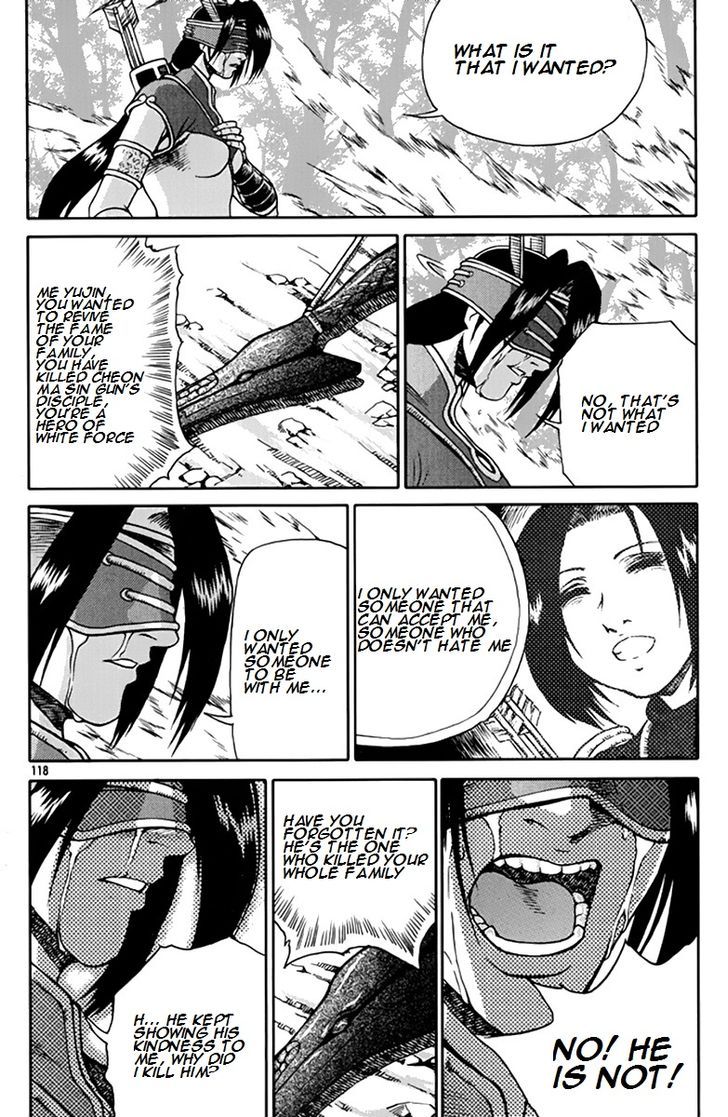 WHAT IS IT
THAT I WANTED?
ME YUJIN,
YOU WANTED
TO REVIVE
THE FAME
OF YOUR
FAMILY,
YOU HAVE
KILLED CHEON
MA SIN GUN'S
DISCIPLE,
YOU'RE A
HERO OF
WHITE FORCE
NO, THAT'S
NOT WHAT
I WANTED
I ONLY
WANTED
SOMEONE
TO BE
WITH ME...
I ONLY WANTED
SOMEONE THAT
CAN ACCEPT ME,
SOMEONE WHO
DOESN'T HATE ME
118
H... HE KEPT
SHOWING HIS
KINDNESS TO
ME, WHY DID
I KILL HIM?
HAVE YOU
FORGOTTEN IT?
HE'S THE ONE
WHO KILLED YOUR
WHOLE FAMILY
NO! HE
IS NOT!